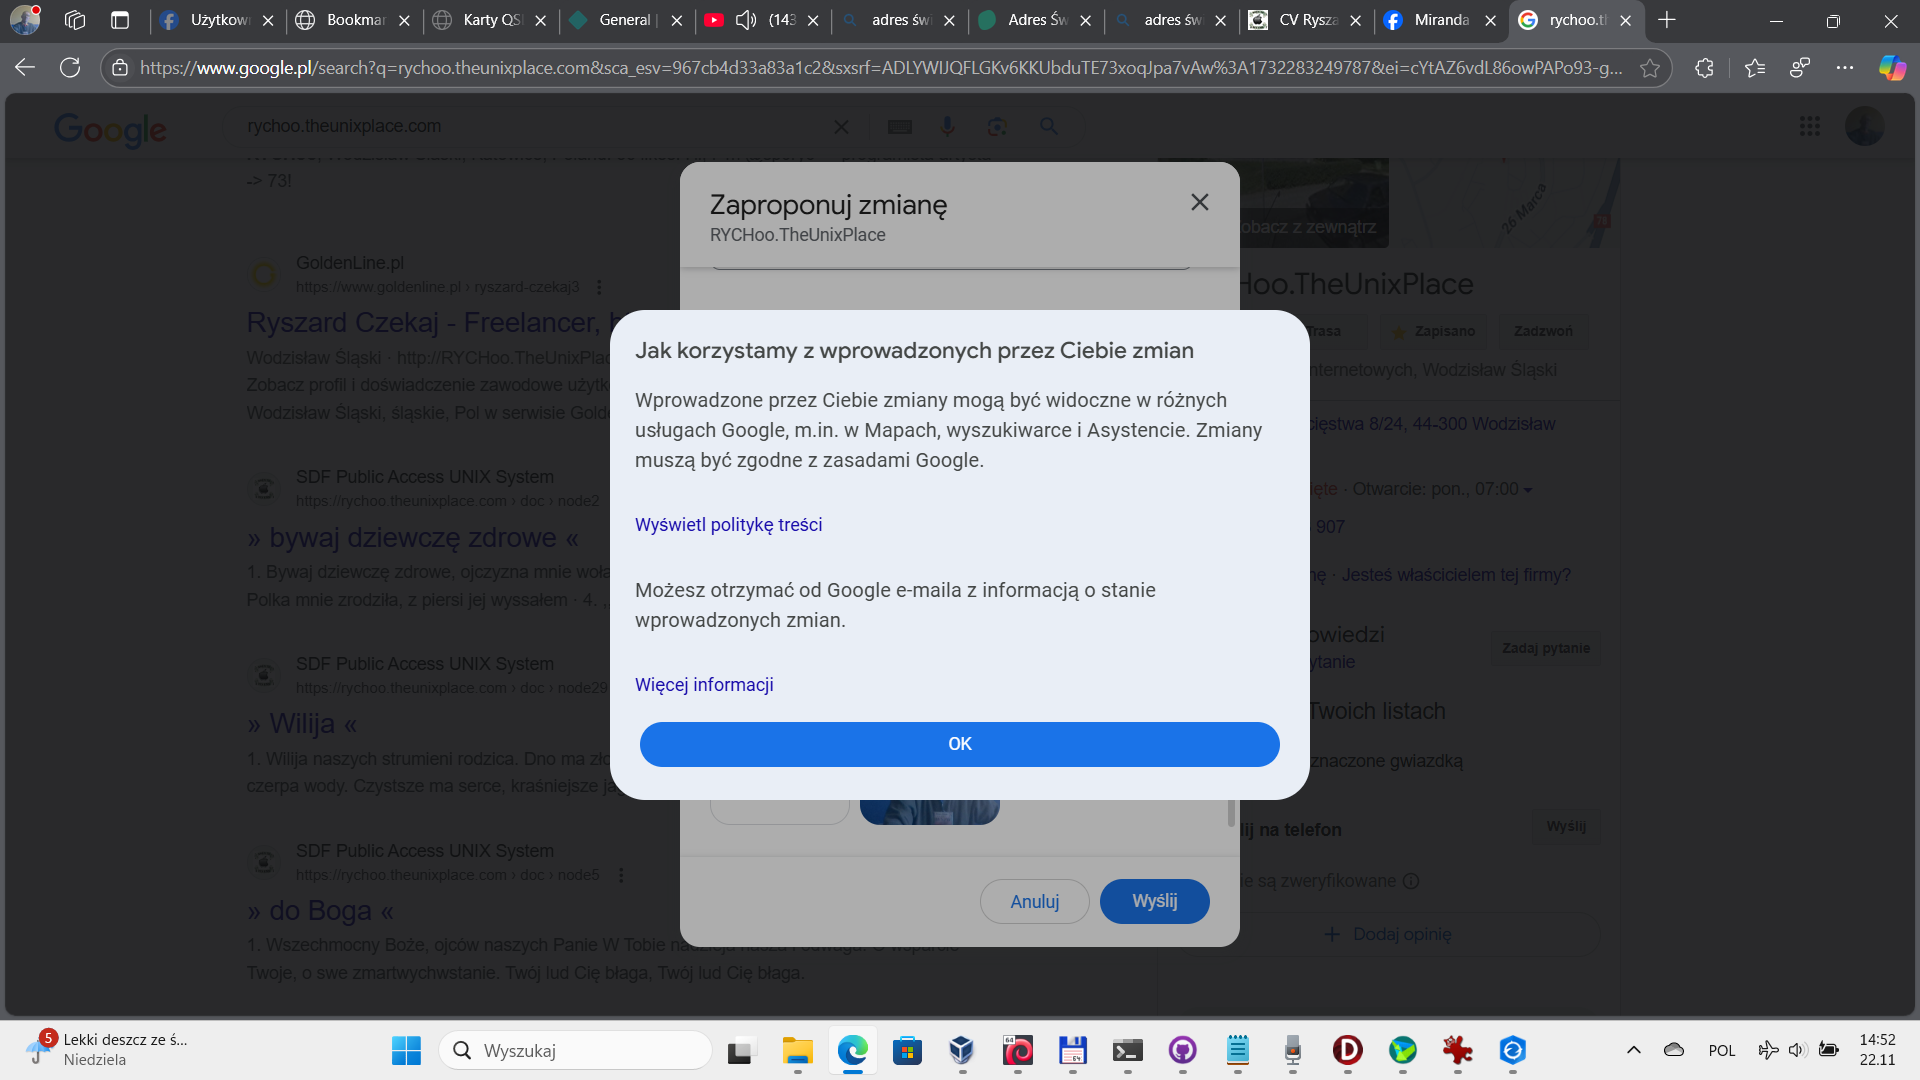 Użytkow
Bookmar
Karty QSL
General |
(143
adres świ
Adres Św
adres świ
CV Rysza
Miranda
rychoo.th
https://www.google.pl/search?q=rychoo.theunixplace.com&sca_esv=967cb4d33a83a1c2&sxsrf=ADLYWIJQFLGKv6KKUbduTE73xoqJpa7vAw%3A1732283249787&ei=cYtAZ6vdL86owPAPo93-g...
Google
rychoo.theunixplace.com
-> 73!
GoldenLine.pl
https://www.goldenline.pl › ryszard-czekaj3
Ryszard Czekaj - Freelancer,
Wodzisław Śląski · http://RYCHoo.TheUnixPlac
Zobacz profil i doświadczenie zawodowe użytk
Wodzisław Śląski, śląskie, Pol w serwisie Gold
SDF Public Access UNIX System
https://rychoo.theunixplace.com › doc › node2
» bywaj dziewczę zdrowe «
1. Bywaj dziewczę zdrowe, ojczyzna mnie woła
Polka mnie zrodziła, z piersi jej wyssałem · 4.
SDF Public Access UNIX System
https://rychoo.theunixplace.com › doc › node29
» Wilija «
1. Wilija naszych strumieni rodzica. Dno ma zło
czerpa wody. Czystsze ma serce, kraśniejsze
SDF Public Access UNIX System
https://rychoo.theunixplace.com › doc › node5
» do Boga «
1. Wszechmocny Boże, ojców naszych Panie W Tobie
Twoje, o swe zmartwychwstanie. Twój lud Cię błaga, Twój lud Cię błaga.
Zaproponuj zmianę
RYCHoo.TheUnixPlace
Jak korzystamy z wprowadzonych przez Ciebie zmian
Wprowadzone przez Ciebie zmiany mogą być widoczne w różnych
usługach Google, m.in. w Mapach, wyszukiwarce i Asystencie. Zmiany
muszą być zgodne z zasadami Google.
Wyświetl politykę treści
Możesz otrzymać od Google e-maila z informacją o stanie
wprowadzonych zmian.
Więcej informacji
OK
Anuluj
Wyślij
obacz z zewnątrz
26 Marca
Hoo.TheUnixPlace
Trasa
Zapisano
Zadzwoń
nternetowych, Wodzisław Śląski
cięstwa 8/24, 44-300 Wodzisław
ięte · Otwarcie: pon., 07:00
907
nę · Jesteś właścicielem tej firmy?
owiedzi
ytanie
Zadaj pytanie
Twoich listach
znaczone gwiazdką
lij na telefon
Wyślij
e są zweryfikowane
Dodaj opinię
5
Lekki deszcz ze ś...
Niedziela
Wyszukaj
64
64
D
POL
14:52
22.11